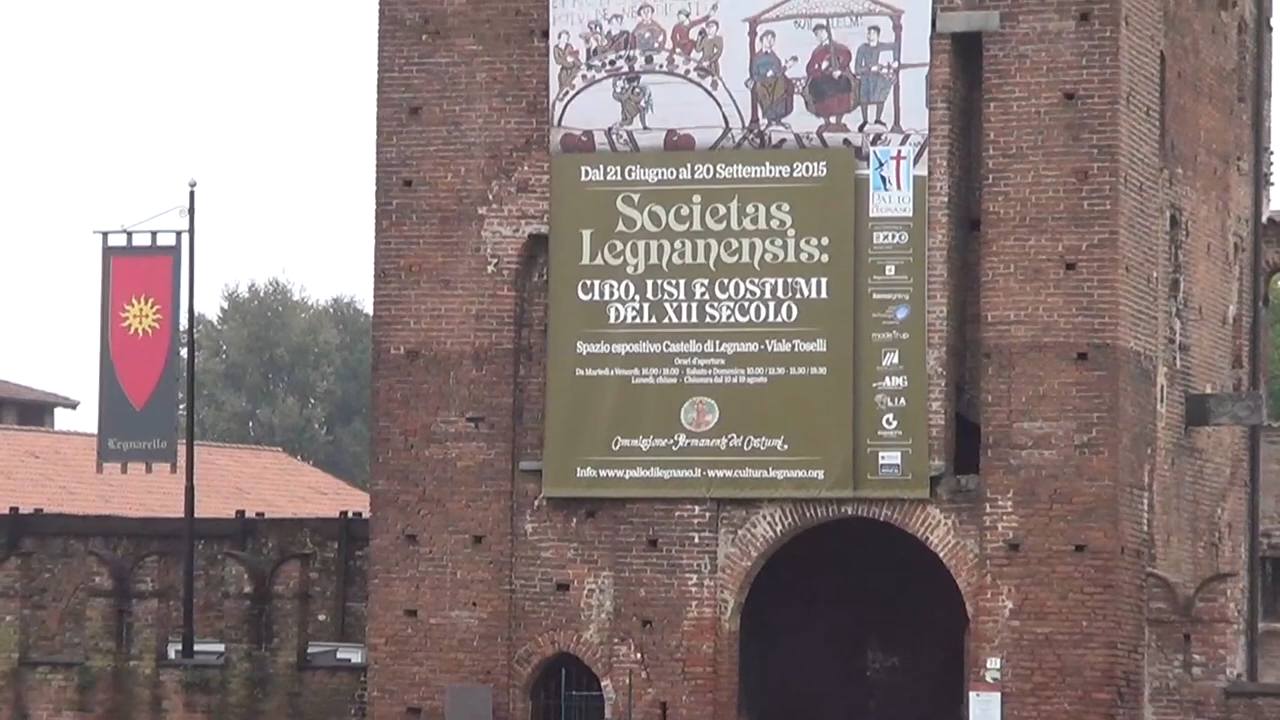 WILLELM:
Dal 21 Giugno al 20 Settembre 2015
Societas
Legnanensis:
CIBO, USI E COSTUMI
DEL XII SECOLO
Spazio espositivo Castello di Legnano - Viale Toselli
Orari d'apertura:
Da Martedì a Venerdì: 16.00 / 19.00 - Sabato e Domenica: 10.00 / 12.30 - 15.30 / 19.30
Lunedì: chiuso - Chiusura dal 10 al 19 agosto
Commissione Permanente dei Costumi
Info: www.paliodilegnano.it - www.cultura.legnano.org
PALIO
LEGNANO
EXPO
ADG
LIA
Legnarello